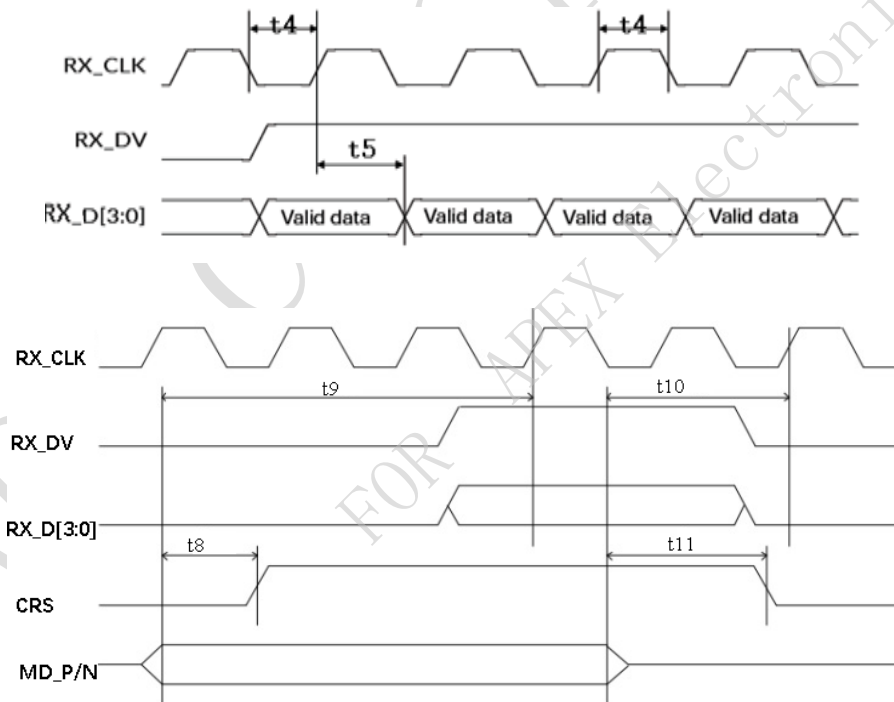 t4
t4
RX_CLK
RX_DV
t5
RX_D[3:0]
Valid data
Valid data
Valid data
Valid data
RX_CLK
t9
t10
RX_DV
RX_D[3:0]
t8
t11
CRS
MD_P/N
FOR APEX Electroni